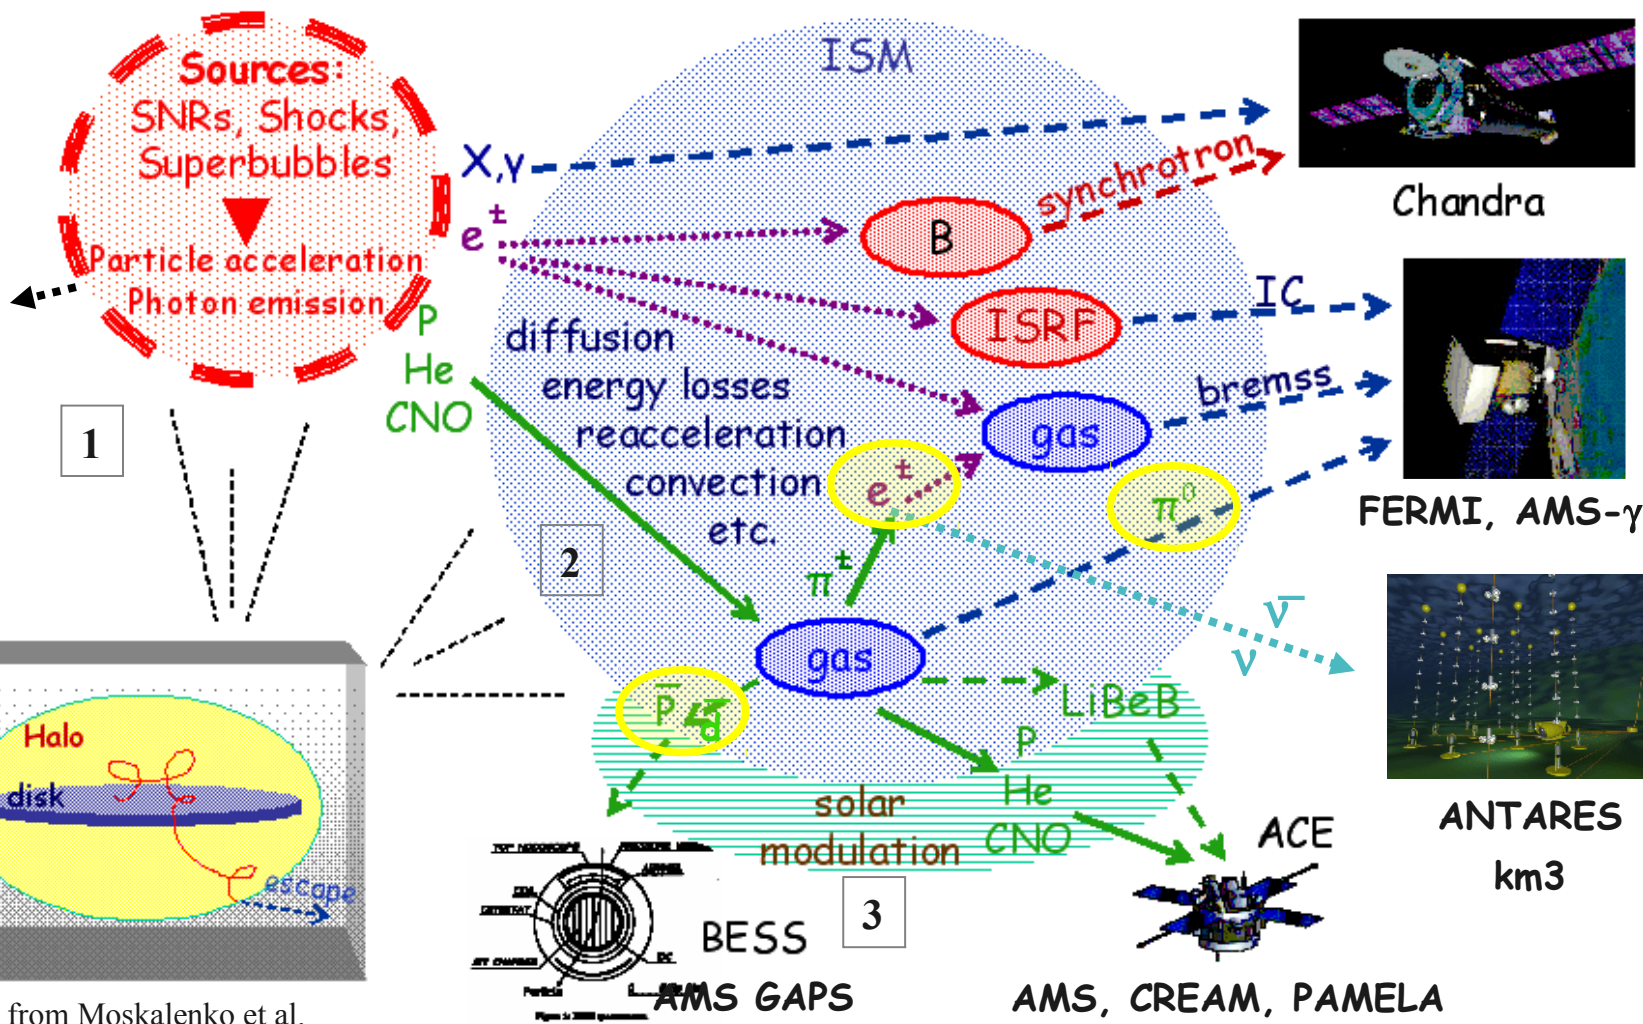 Sources:
SNRs, Shocks,
Superbubbles
Particle acceleration
Photon emission
ISM
X,γ
e±
P
He
CNO
B
synchrotron
Chandra
ISRF
IC
diffusion
energy losses
reacceleration
convection
etc.
gas
bremss
e±
π0
FERMI, AMS-γ
1
2
π±
gas
ν̄
ν
p̄
d̄
LiBeB
P
He
CNO
solar
modulation
ANTARES
km3
Halo
disk
escape
ACE
3
BESS
AMS GAPS
AMS, CREAM, PAMELA
Particle
from Moskalenko et al.